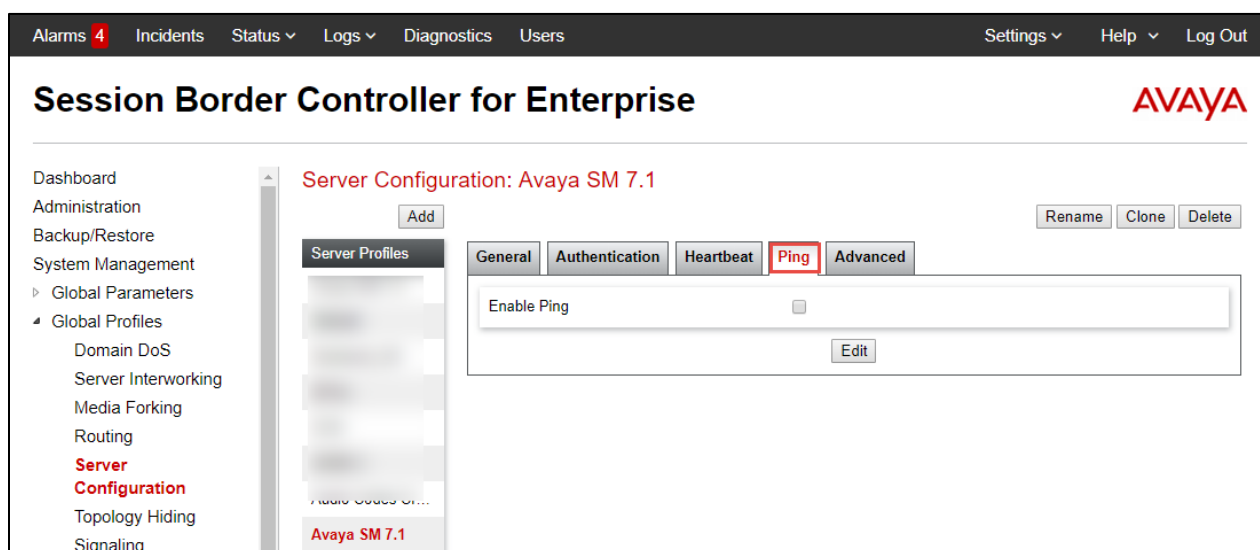 Alarms 4 Incidents Status Logs Diagnostics Users Settings Help Log Out
Session Border Controller for Enterprise
AVAYA
Dashboard
Administration
Backup/Restore
System Management
Global Parameters
Global Profiles
Domain DoS
Server Interworking
Media Forking
Routing
Server
Configuration
Topology Hiding
Signaling
Server Configuration: Avaya SM 7.1
Add
Rename Clone Delete
Server Profiles
Avaya SM 7.1
General Authentication Heartbeat Ping Advanced
Enable Ping
Edit